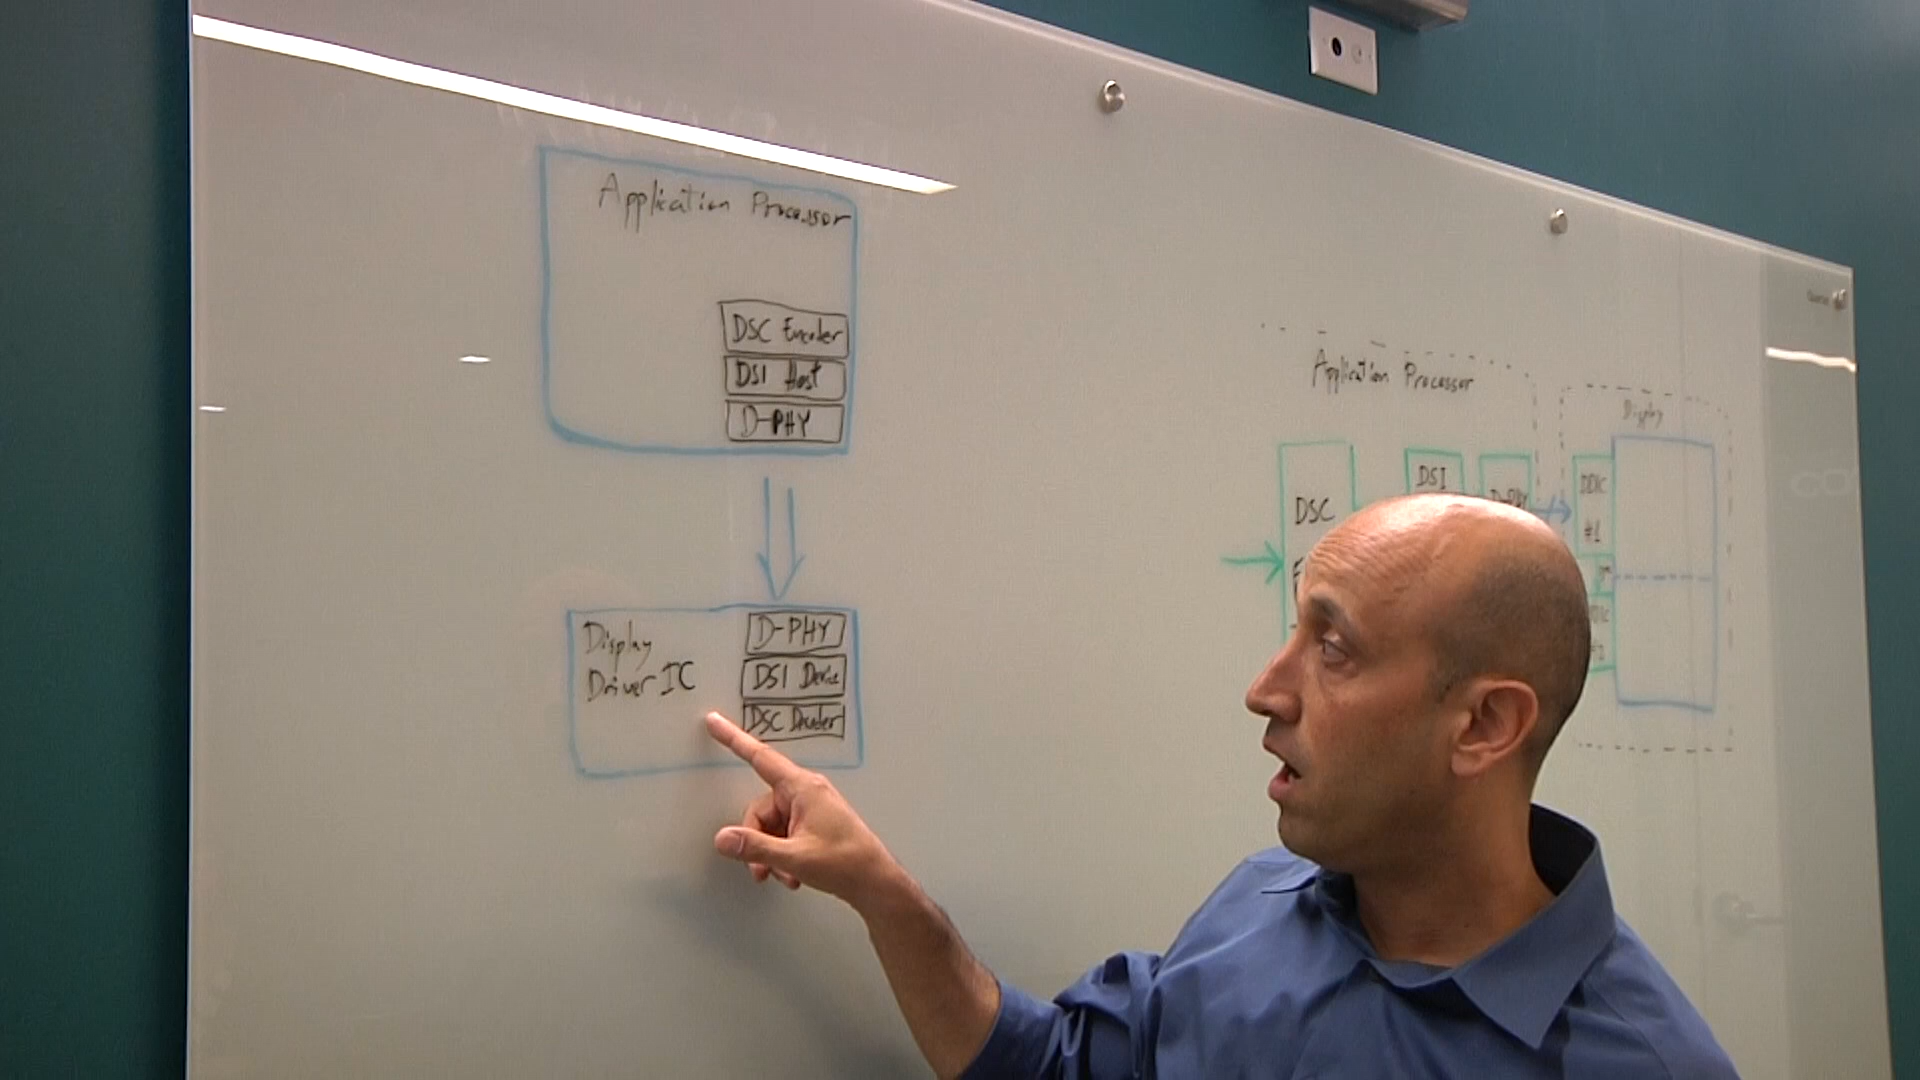 Application Processor
DSC Encoder
DSI Host
D-PHY
D-PHY
Display
Driver IC
DSI Device
DSC Decoder
Application Processor
Display
DSC
DSI
D-PHY
DDIC
#1